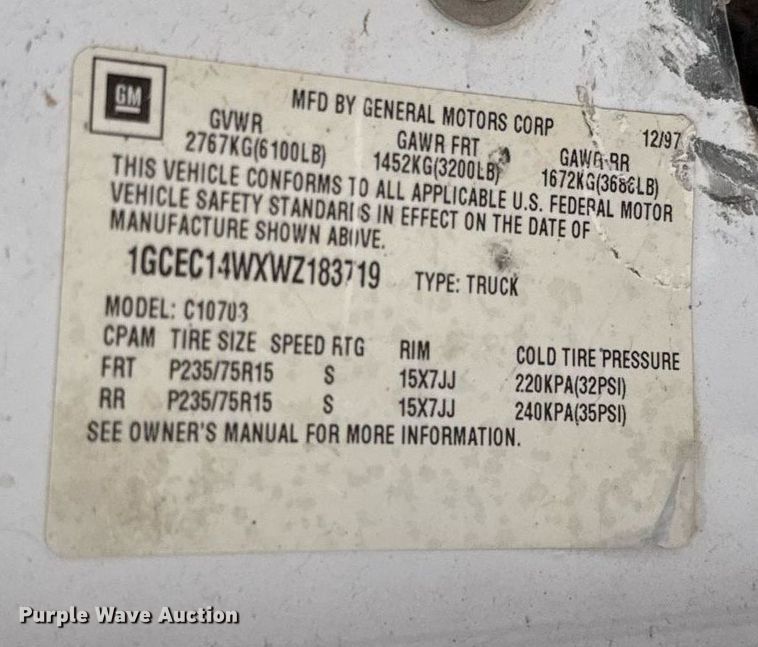 GM
MFD BY GENERAL MOTORS CORP 12/97
GVWR GAWR FRT GAWR RR
2767KG(6100LB) 1452KG(3200LB) 1672KG(3686LB)
THIS VEHICLE CONFORMS TO ALL APPLICABLE U.S. FEDERAL MOTOR
VEHICLE SAFETY STANDARDS IN EFFECT ON THE DATE OF
MANUFACTURE SHOWN ABOVE.
1GCEC14WXWZ183719 TYPE: TRUCK
MODEL: C10703
CPAM TIRE SIZE SPEED RTG RIM COLD TIRE PRESSURE
FRT P235/75R15 S 15X7JJ 220KPA(32PSI)
RR P235/75R15 S 15X7JJ 240KPA(35PSI)
SEE OWNER'S MANUAL FOR MORE INFORMATION.
Purple Wave Auction